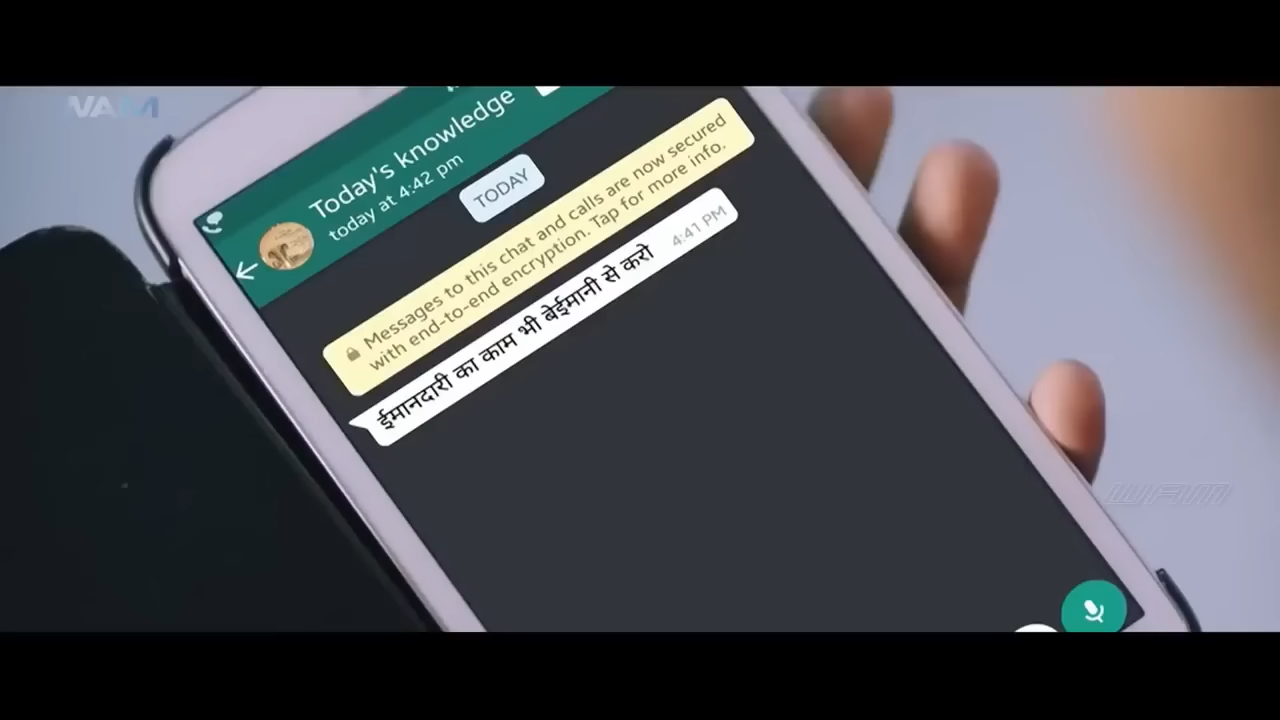 WAM
Today's knowledge
today at 4:42 pm
TODAY
Messages to this chat and calls are now secured
with end-to-end encryption. Tap for more info.
ईमानदारी का काम भी बेईमानी से करो
4:41 PM
WAM